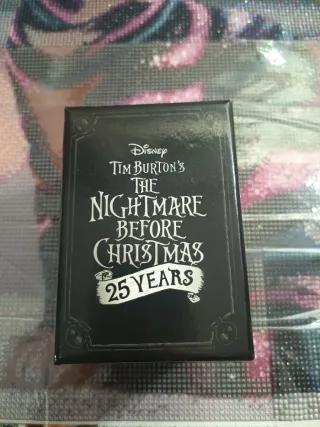 Disney
TIM BURTON'S
THE
NIGHTMARE
BEFORE
CHRISTMAS
25 YEARS